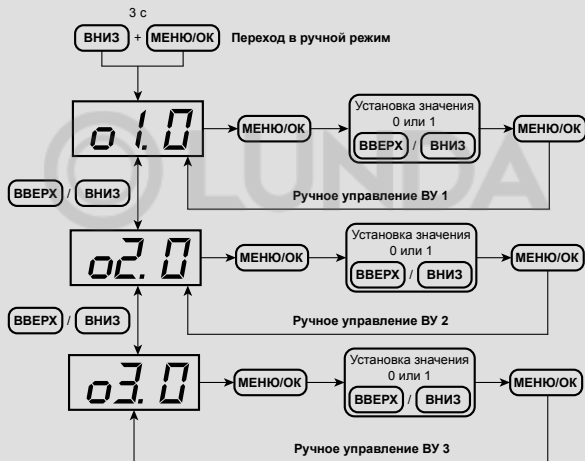 3 с
ВНИЗ + МЕНЮ/ОК Переход в ручной режим
o1.0 МЕНЮ/ОК Установка значения
0 или 1
ВВЕРХ / ВНИЗ МЕНЮ/ОК
© LUNDA
Ручное управление ВУ 1
ВВЕРХ / ВНИЗ
o2.0 МЕНЮ/ОК Установка значения
0 или 1
ВВЕРХ / ВНИЗ МЕНЮ/ОК
Ручное управление ВУ 2
ВВЕРХ / ВНИЗ
o3.0 МЕНЮ/ОК Установка значения
0 или 1
ВВЕРХ / ВНИЗ МЕНЮ/ОК
Ручное управление ВУ 3